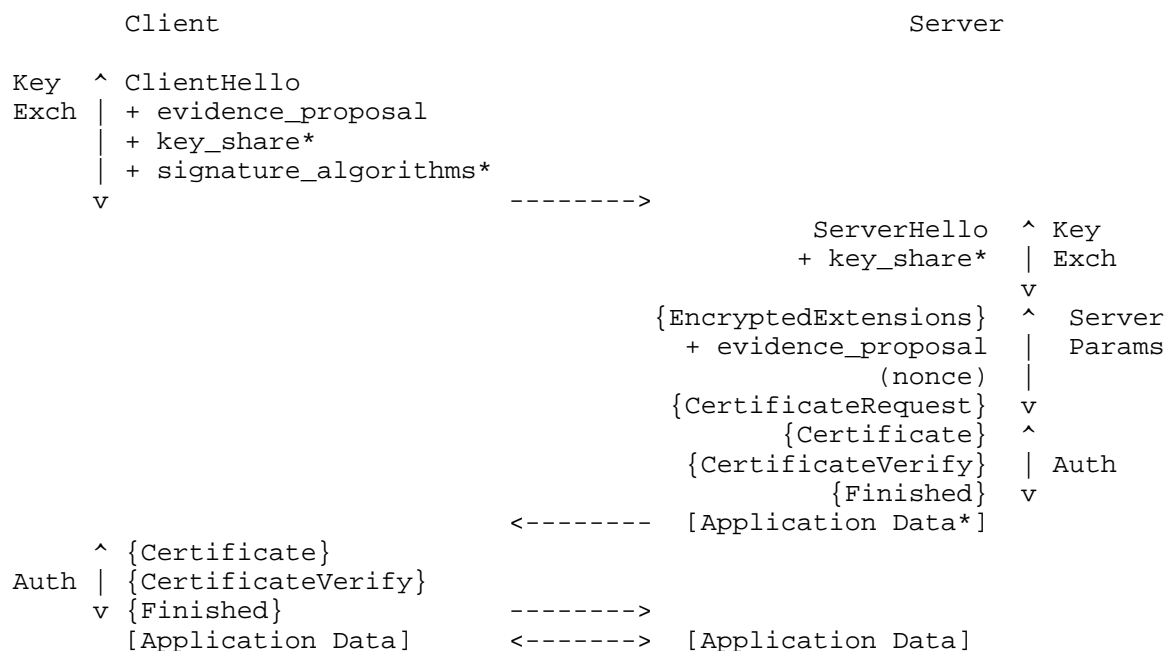 Client                                           Server

Key  ^ ClientHello
Exch | + evidence_proposal
     | + key_share*
     | + signature_algorithms*
     v                         -------->
                                                  ServerHello  ^ Key
                                                 + key_share*  | Exch
                                                               v
                                        {EncryptedExtensions}  ^  Server
                                          + evidence_proposal  |  Params
                                                      (nonce)  |
                                         {CertificateRequest}  v
                                                {Certificate}  ^
                                          {CertificateVerify}  | Auth
                                                   {Finished}  v
                               <--------  [Application Data*]
     ^ {Certificate}
Auth | {CertificateVerify}
     v {Finished}              -------->
       [Application Data]      <------->  [Application Data]